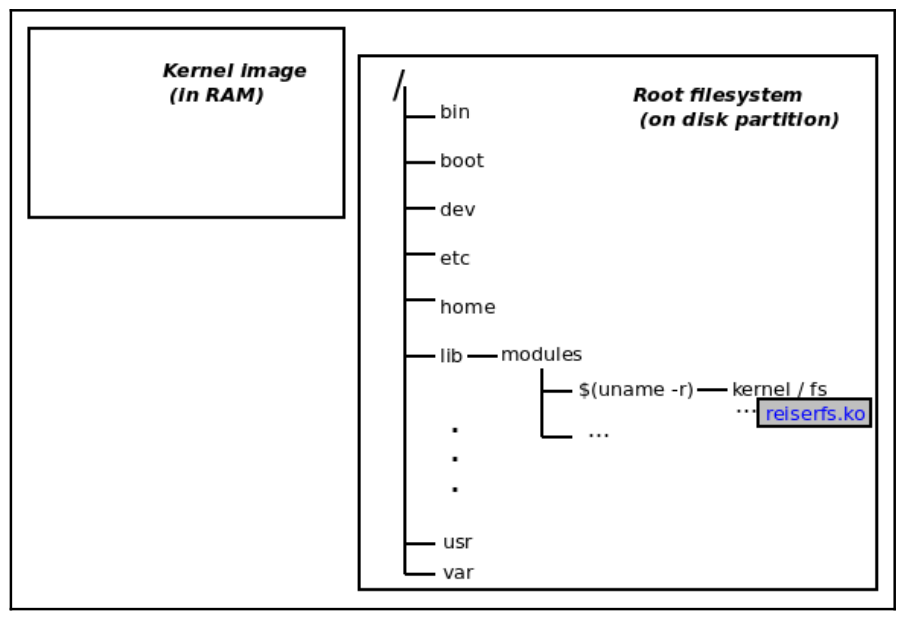 Kernel image
(in RAM)
Root filesystem
(on disk partition)
/
bin
boot
dev
etc
home
lib modules
$(uname -r) kernel / fs
... reiserfs.ko
...
.
.
.
usr
var